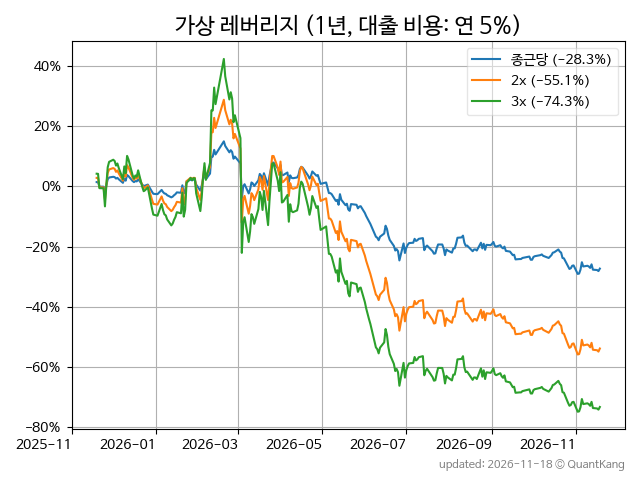 가상 레버리지 (1년, 대출 비용: 연 5%)
종근당 (-28.3%)
2x (-55.1%)
3x (-74.3%)
40%
20%
0%
-20%
-40%
-60%
-80%
2025-11 2026-01 2026-03 2026-05 2026-07 2026-09 2026-11
updated: 2026-11-18 © QuantKang